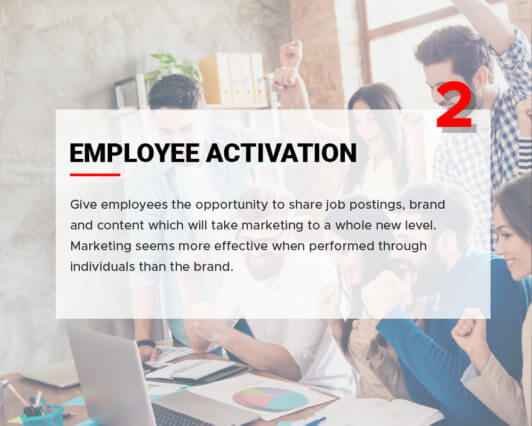 2
EMPLOYEE ACTIVATION
Give employees the opportunity to share job postings, brand
and content which will take marketing to a whole new level.
Marketing seems more effective when performed through
individuals than the brand.